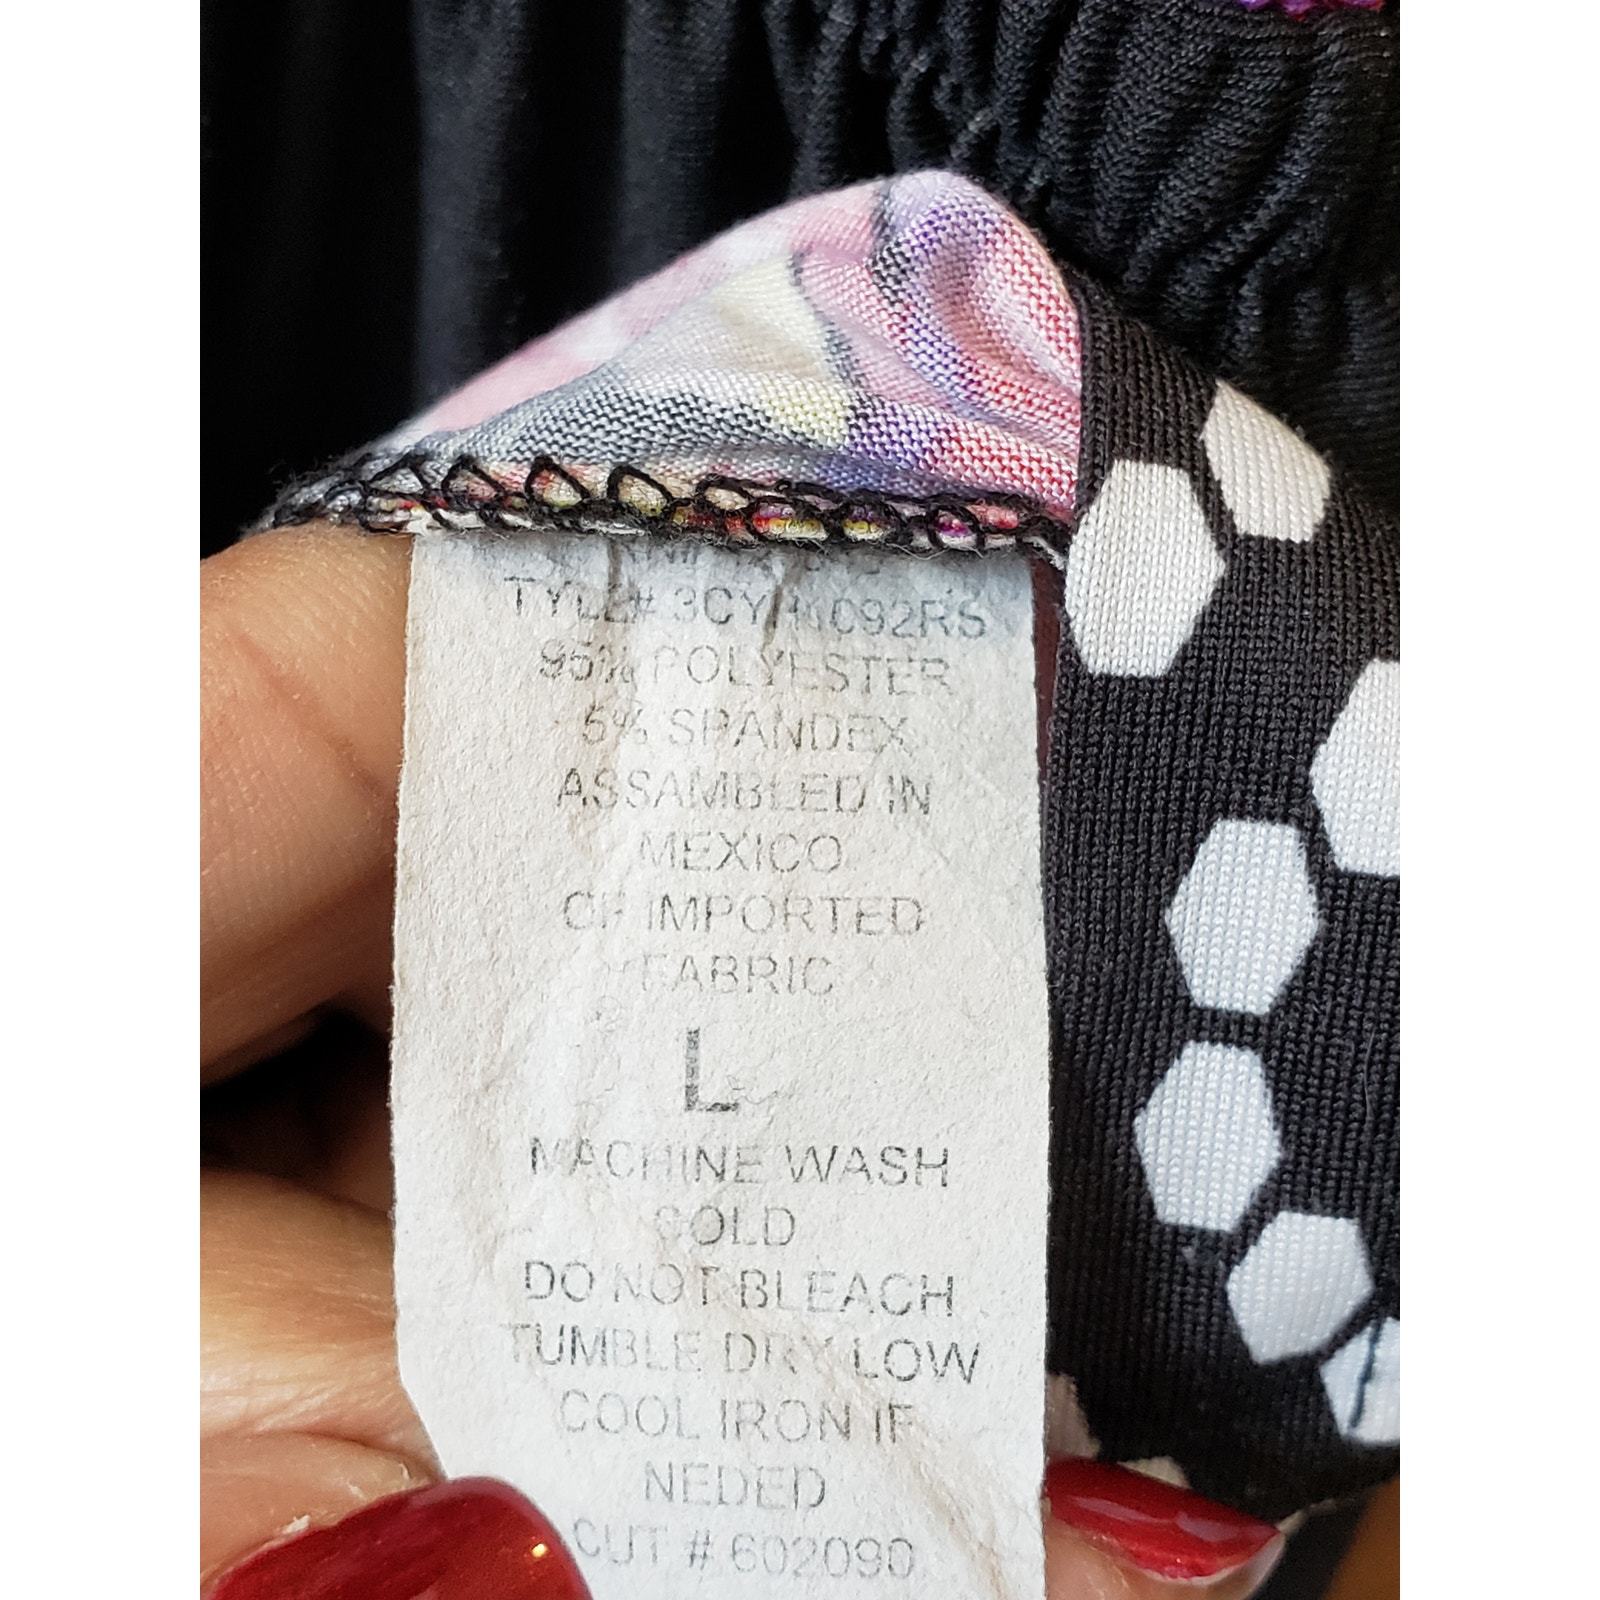 95% POLYESTER
5% SPANDEX
ASSAMBLED IN
MEXICO
OF IMPORTED
FABRIC
L
MACHINE WASH
COLD
DO NOT BLEACH
TUMBLE DRY LOW
COOL IRON IF
NEDED
CUT # 602090